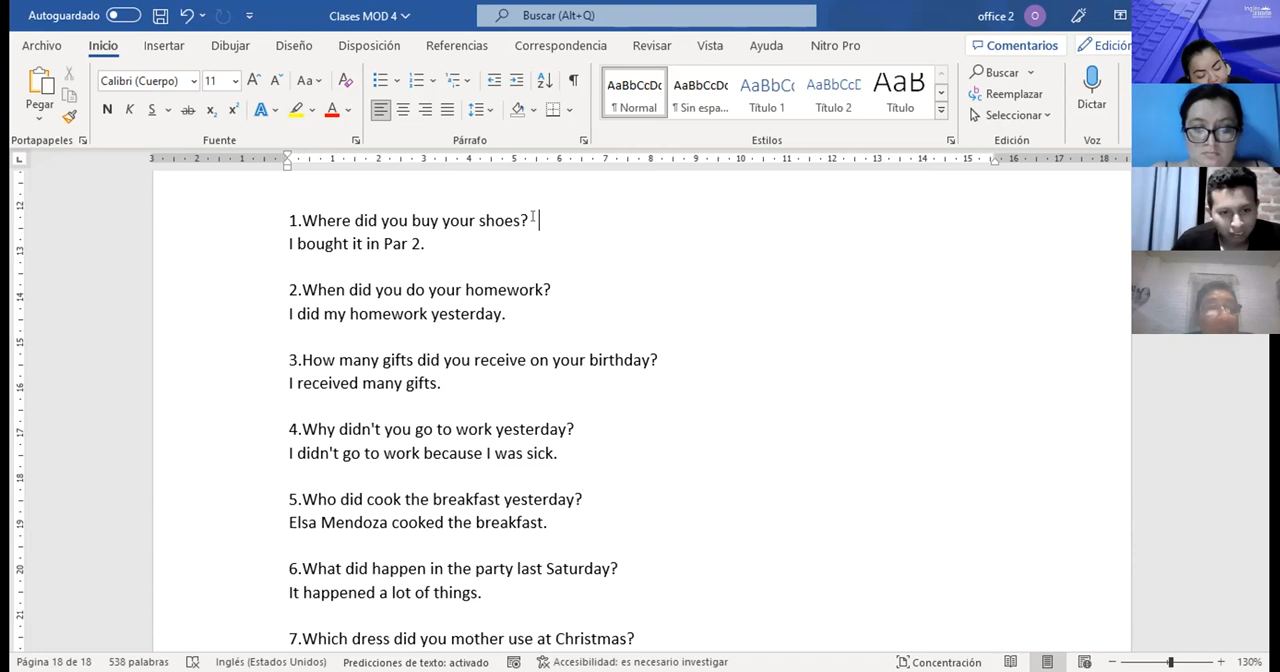 Autoguardado
Clases MOD 4
Buscar (Alt+Q)
office 2
O
Archivo Inicio Insertar Dibujar Diseño Disposición Referencias Correspondencia Revisar Vista Ayuda Nitro Pro
Comentarios
Edición
Pegar
Calibri (Cuerpo)
11
Portapapeles
Fuente
Párrafo
AaBbCcDc
¶ Normal
AaBbCcDc
¶ Sin espa...
AaBbCc
Título 1
AaBbCcC
Título 2
AaB
Título
Estilos
Buscar
Reemplazar
Seleccionar
Edición
Dictar
Voz
1.Where did you buy your shoes?
I bought it in Par 2.
2.When did you do your homework?
I did my homework yesterday.
3.How many gifts did you receive on your birthday?
I received many gifts.
4.Why didn't you go to work yesterday?
I didn't go to work because I was sick.
5.Who did cook the breakfast yesterday?
Elsa Mendoza cooked the breakfast.
6.What did happen in the party last Saturday?
It happened a lot of things.
7.Which dress did you mother use at Christmas?
Página 18 de 18 538 palabras Inglés (Estados Unidos) Predicciones de texto: activado Accesibilidad: es necesario investigar Concentración 130%